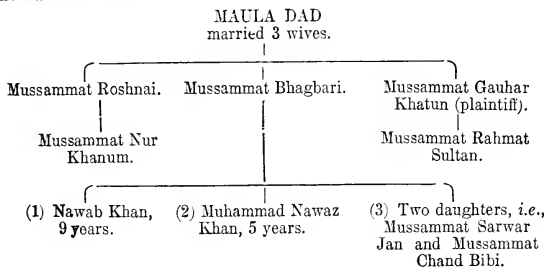 MAULA DAD
married 3 wives.
Mussammat Roshnai. Mussammat Bhagbari. Mussammat Gauhar
Khatun (plaintiff).
Mussammat Nur
Khanum.
Mussammat Rahmat
Sultan.
(1) Nawab Khan,
9 years.
(2) Muhammad Nawaz
Khan, 5 years.
(3) Two daughters, i.e.,
Mussammat Sarwar
Jan and Mussammat
Chand Bibi.